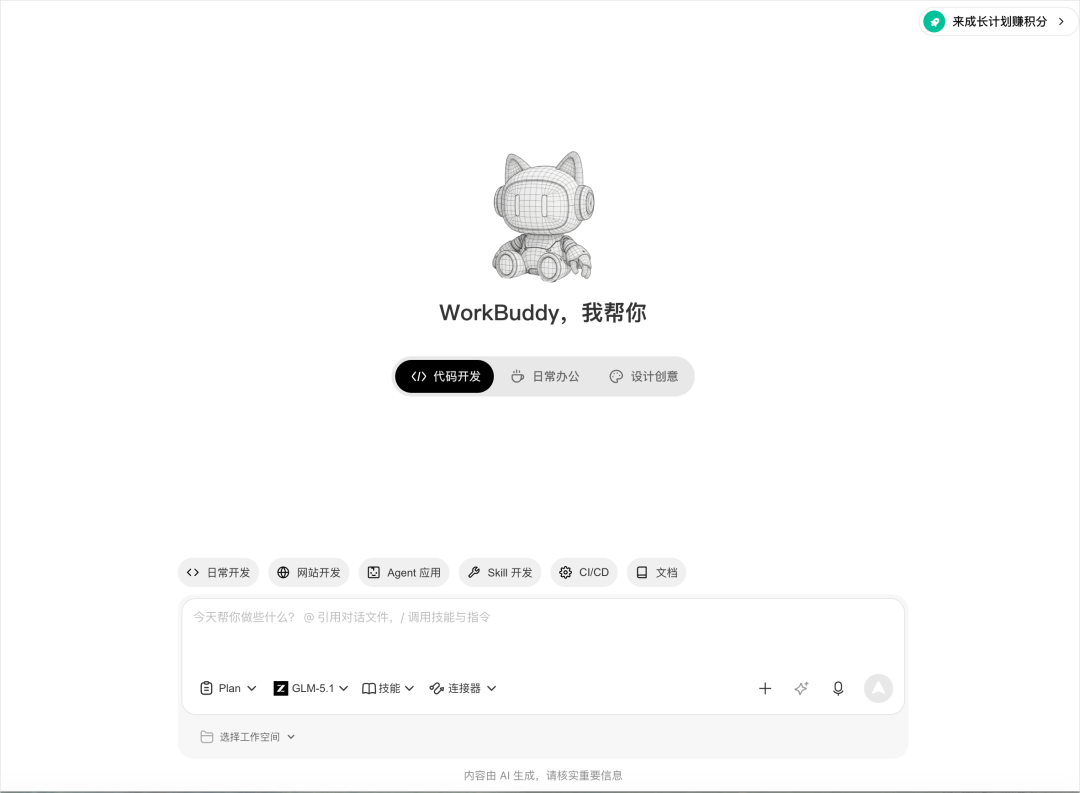 来成长计划赚积分
WorkBuddy，我帮你
代码开发 日常办公 设计创意
日常开发 网站开发 Agent 应用 Skill 开发 CI/CD 文档
今天帮你做些什么？ @ 引用对话文件，/ 调用技能与指令
Plan GLM-5.1 技能 连接器
选择工作空间
内容由 AI 生成，请核实重要信息